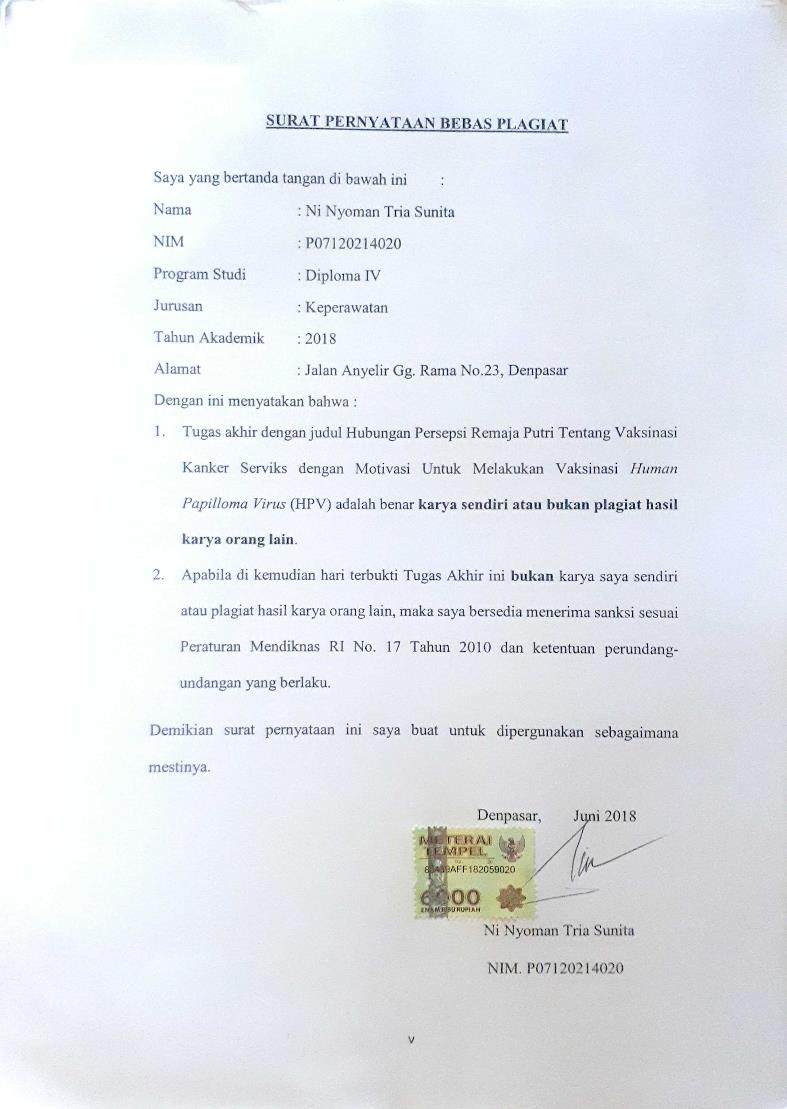 SURAT PERNYATAAN BEBAS PLAGIAT
Saya yang bertanda tangan di bawah ini :
Nama : Ni Nyoman Tria Sunita
NIM : P07120214020
Program Studi : Diploma IV
Jurusan : Keperawatan
Tahun Akademik : 2018
Alamat : Jalan Anyelir Gg. Rama No.23, Denpasar
Dengan ini menyatakan bahwa :
1. Tugas akhir dengan judul Hubungan Persepsi Remaja Putri Tentang Vaksinasi
Kanker Serviks dengan Motivasi Untuk Melakukan Vaksinasi Human
Papilloma Virus (HPV) adalah benar karya sendiri atau bukan plagiat hasil
karya orang lain.
2. Apabila di kemudian hari terbukti Tugas Akhir ini bukan karya saya sendiri
atau plagiat hasil karya orang lain, maka saya bersedia menerima sanksi sesuai
Peraturan Mendiknas RI No. 17 Tahun 2010 dan ketentuan perundang-
undangan yang berlaku.
Demikian surat pernyataan ini saya buat untuk dipergunakan sebagaimana
mestinya.
Denpasar, Juni 2018
METERAI
TEMPEL
6000
ENAM RIBU RUPIAH
Ni Nyoman Tria Sunita
NIM. P07120214020
v